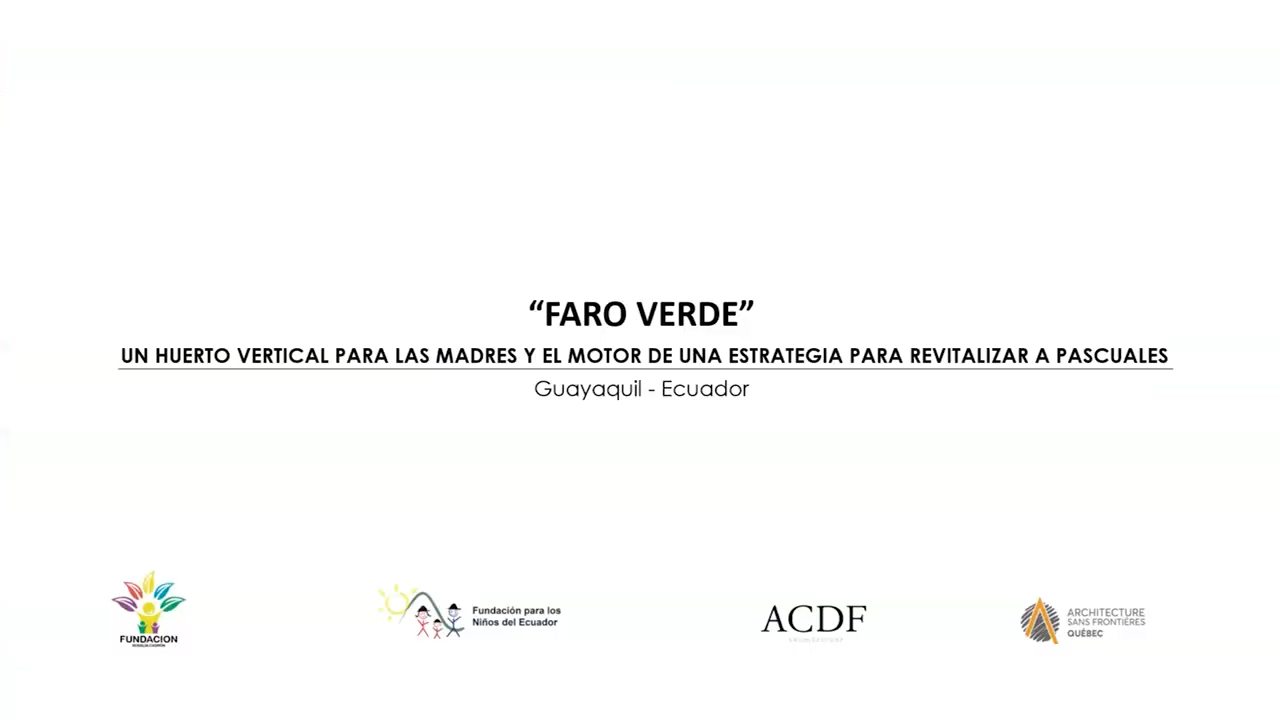 “FARO VERDE”
UN HUERTO VERTICAL PARA LAS MADRES Y EL MOTOR DE UNA ESTRATEGIA PARA REVITALIZAR A PASCUALES
Guayaquil - Ecuador
FUNDACION
Fundación para los
Niños del Ecuador
ACDF
ARCHITECTURE
SANS FRONTIÈRES
QUÉBEC